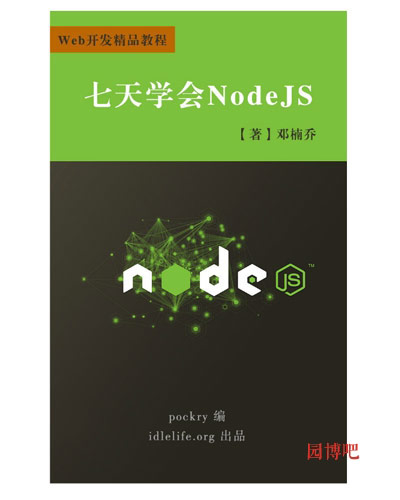 Web开发精品教程
七天学会NodeJS
【著】邓楠乔
node JS™
pockry 编
idlelife.org 出品
园博吧